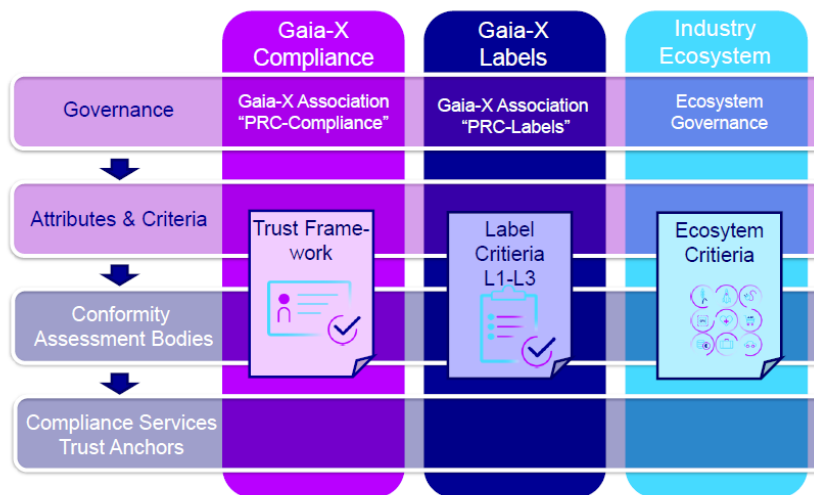 Gaia-X
Compliance
Gaia-X
Labels
Industry
Ecosystem
Governance
Gaia-X Association
“PRC-Compliance”
Gaia-X Association
“PRC-Labels”
Ecosystem
Governance
Attributes & Criteria
Trust Frame-
work
Label
Critieria
L1-L3
Ecosytem
Critieria
Conformity
Assessment Bodies
Compliance Services
Trust Anchors